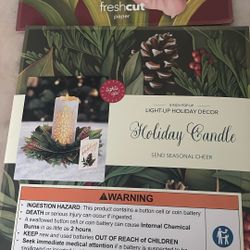 freshcut
paper
lights up!
LIGHT-UP HOLIDAY DECOR
Holiday Candle
SEND SEASONAL CHEER
WARNING
• INGESTION HAZARD: This product contains a button cell or coin battery
• DEATH or serious injury can occur if ingested.
• A swallowed button cell or coin battery can cause Internal Chemical
Burns in as little as 2 hours.
• KEEP new and used batteries OUT OF REACH OF CHILDREN
• Seek immediate medical attention if a battery is suspected to be